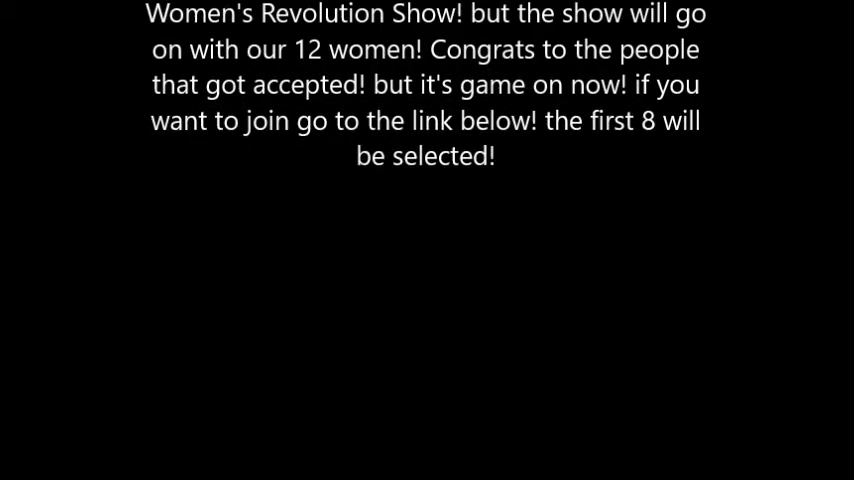 Women's Revolution Show! but the show will go
on with our 12 women! Congrats to the people
that got accepted! but it's game on now! if you
want to join go to the link below! the first 8 will
be selected!